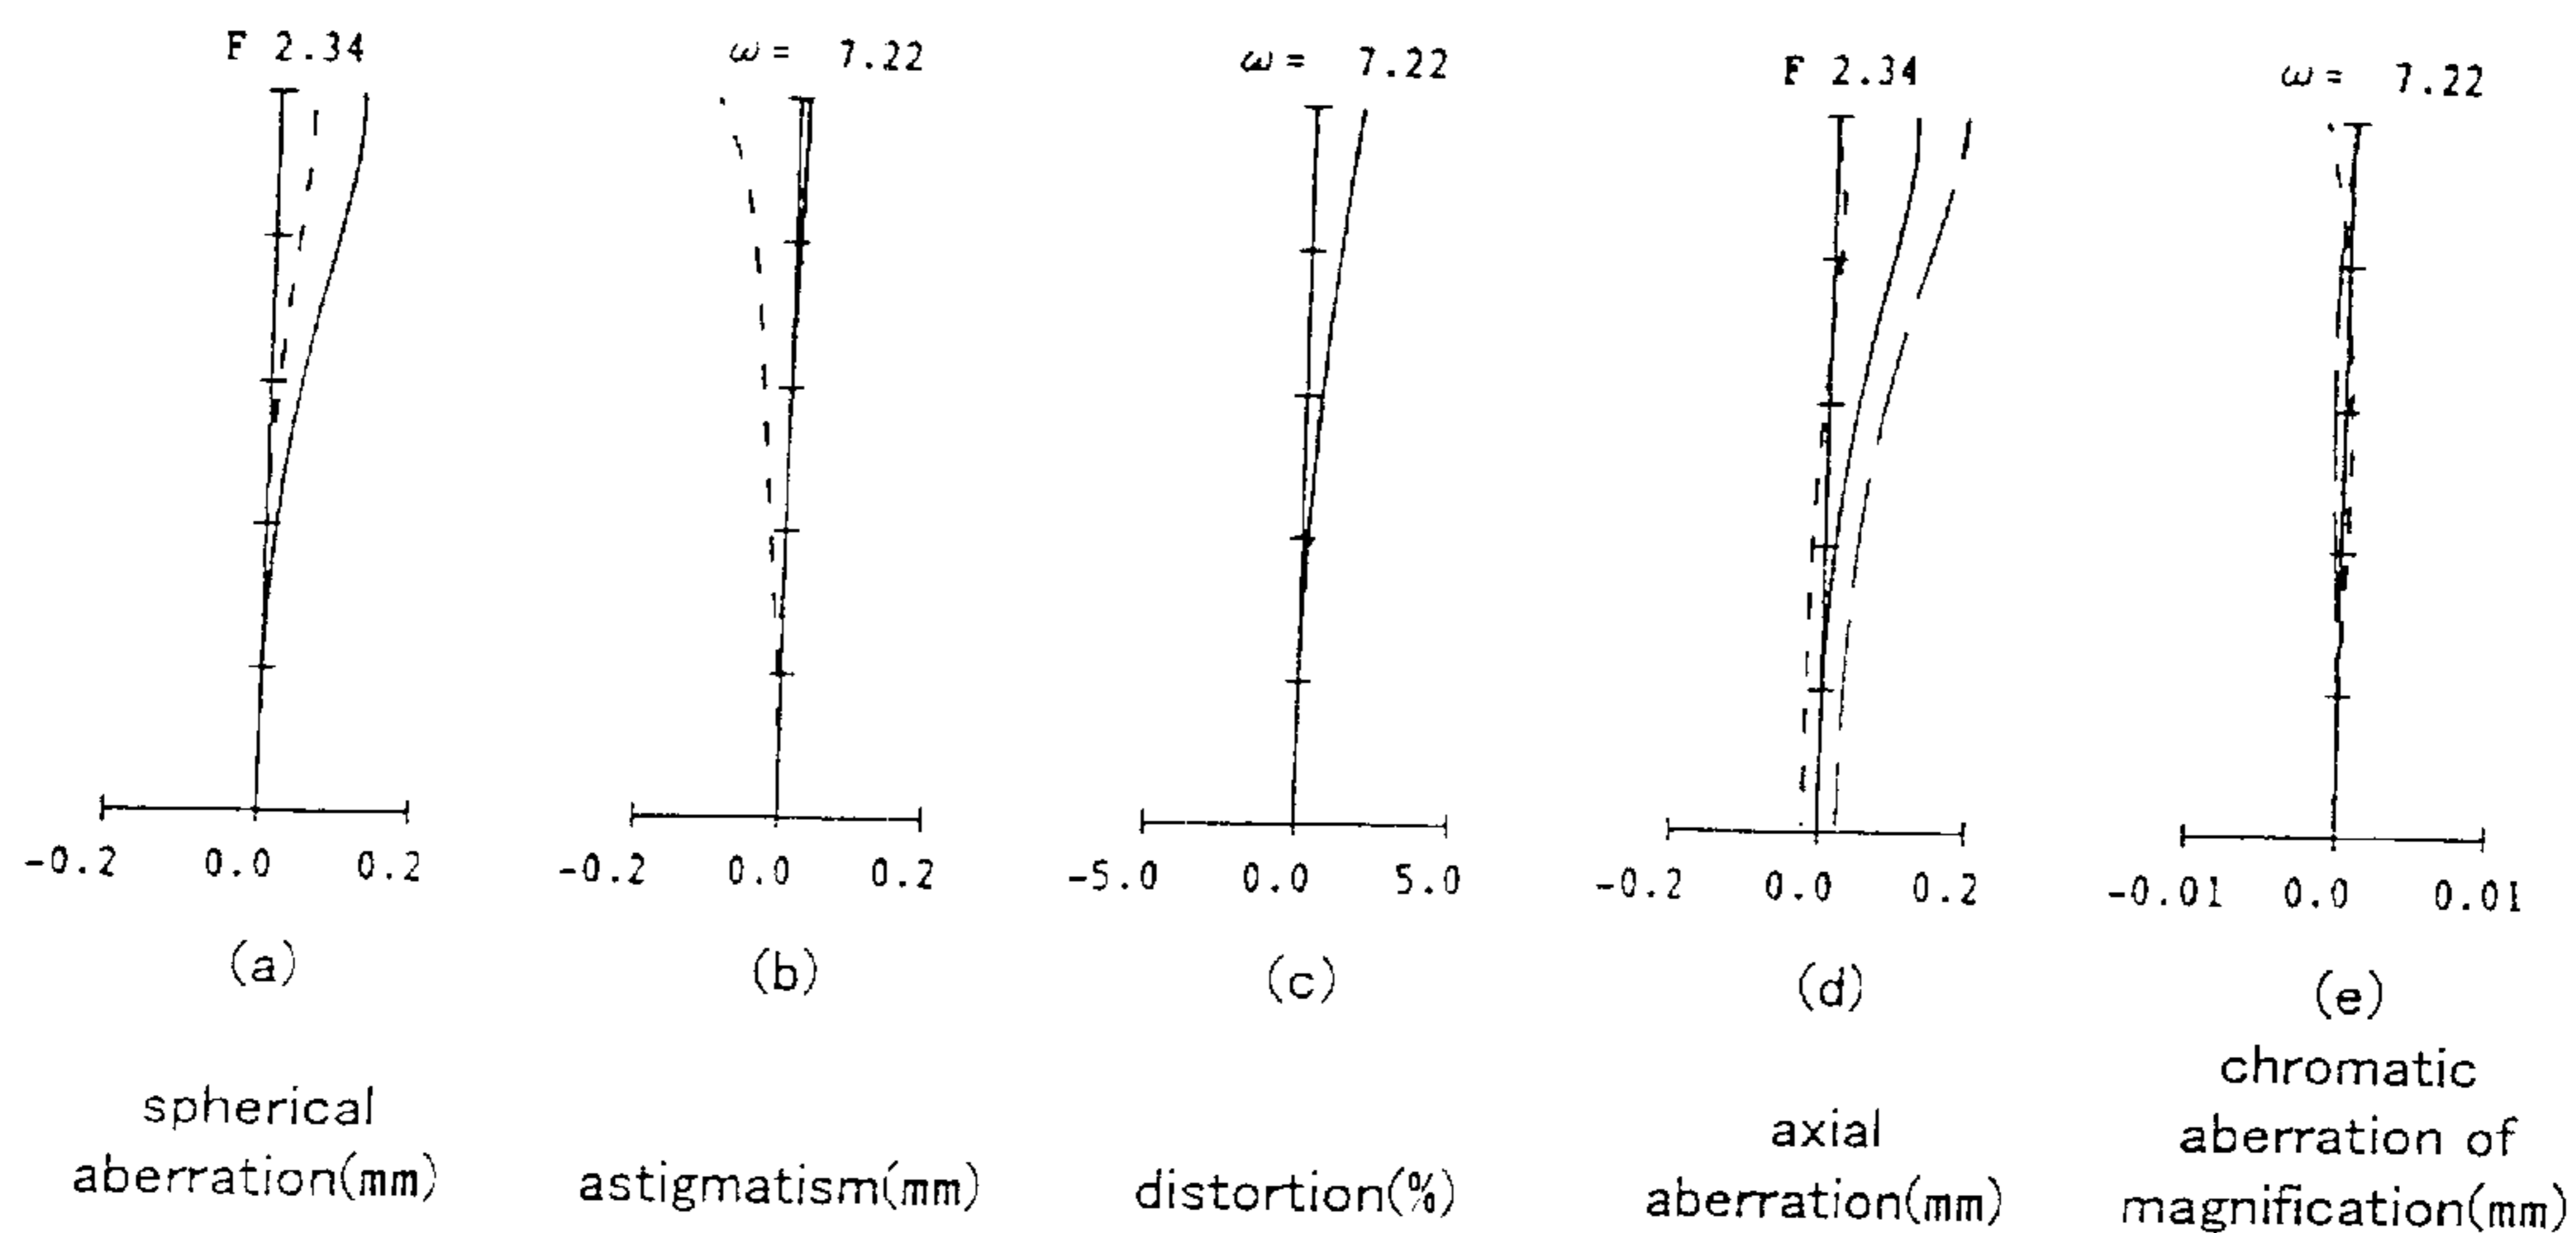 F 2.34
ω = 7.22
ω = 7.22
F 2.34
ω = 7.22
-0.2 0.0 0.2
-0.2 0.0 0.2
-5.0 0.0 5.0
-0.2 0.0 0.2
-0.01 0.0 0.01
(a)
(b)
(c)
(d)
(e)
spherical
aberration(mm)
astigmatism(mm)
distortion(%)
axial
aberration(mm)
chromatic
aberration of
magnification(mm)